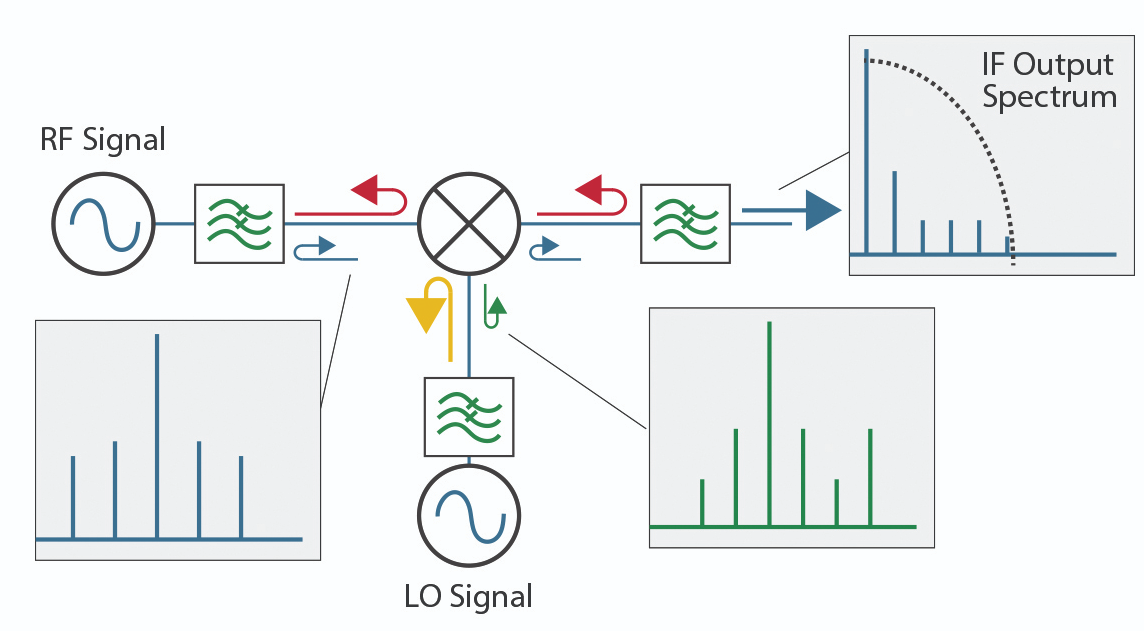 IF Output
Spectrum
RF Signal
LO Signal